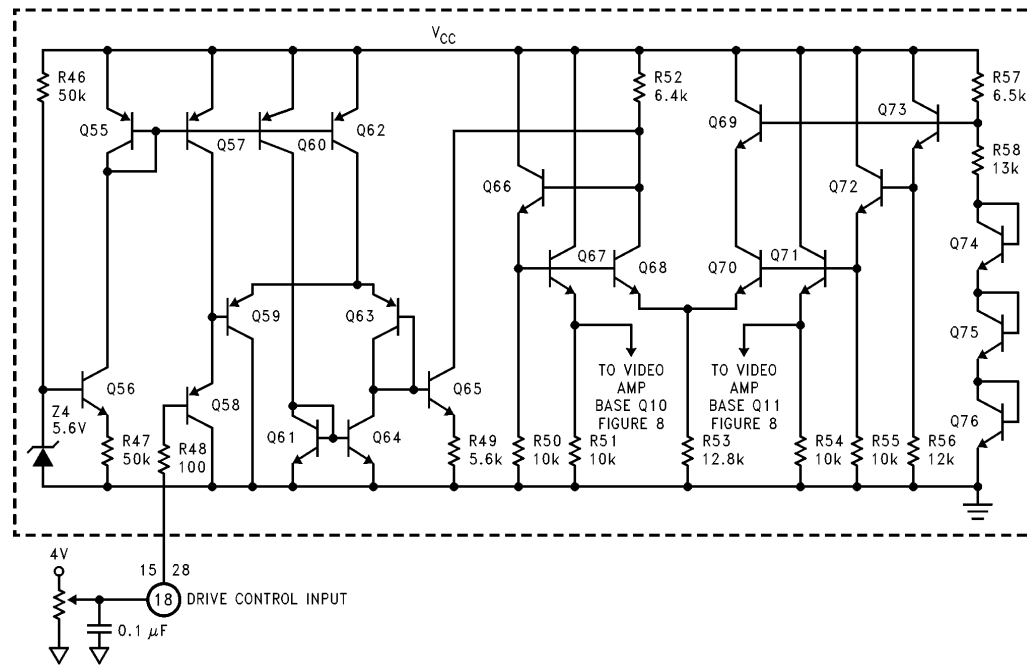 V_CC
R46
50k
Q55
Q57
Q60
Q62
R52
6.4k
Q69
Q73
R57
6.5k
R58
13k
Q66
Q72
Q74
Q67
Q68
Q70
Q71
Q59
Q63
Q75
Q56
Z4
5.6V
Q58
Q65
TO VIDEO
AMP
BASE Q10
FIGURE 8
TO VIDEO
AMP
BASE Q11
FIGURE 8
Q76
Q61
Q64
R47
50k
R48
100
R49
5.6k
R50
10k
R51
10k
R53
12.8k
R54
10k
R55
10k
R56
12k
4V
15 28
18 DRIVE CONTROL INPUT
0.1 μF